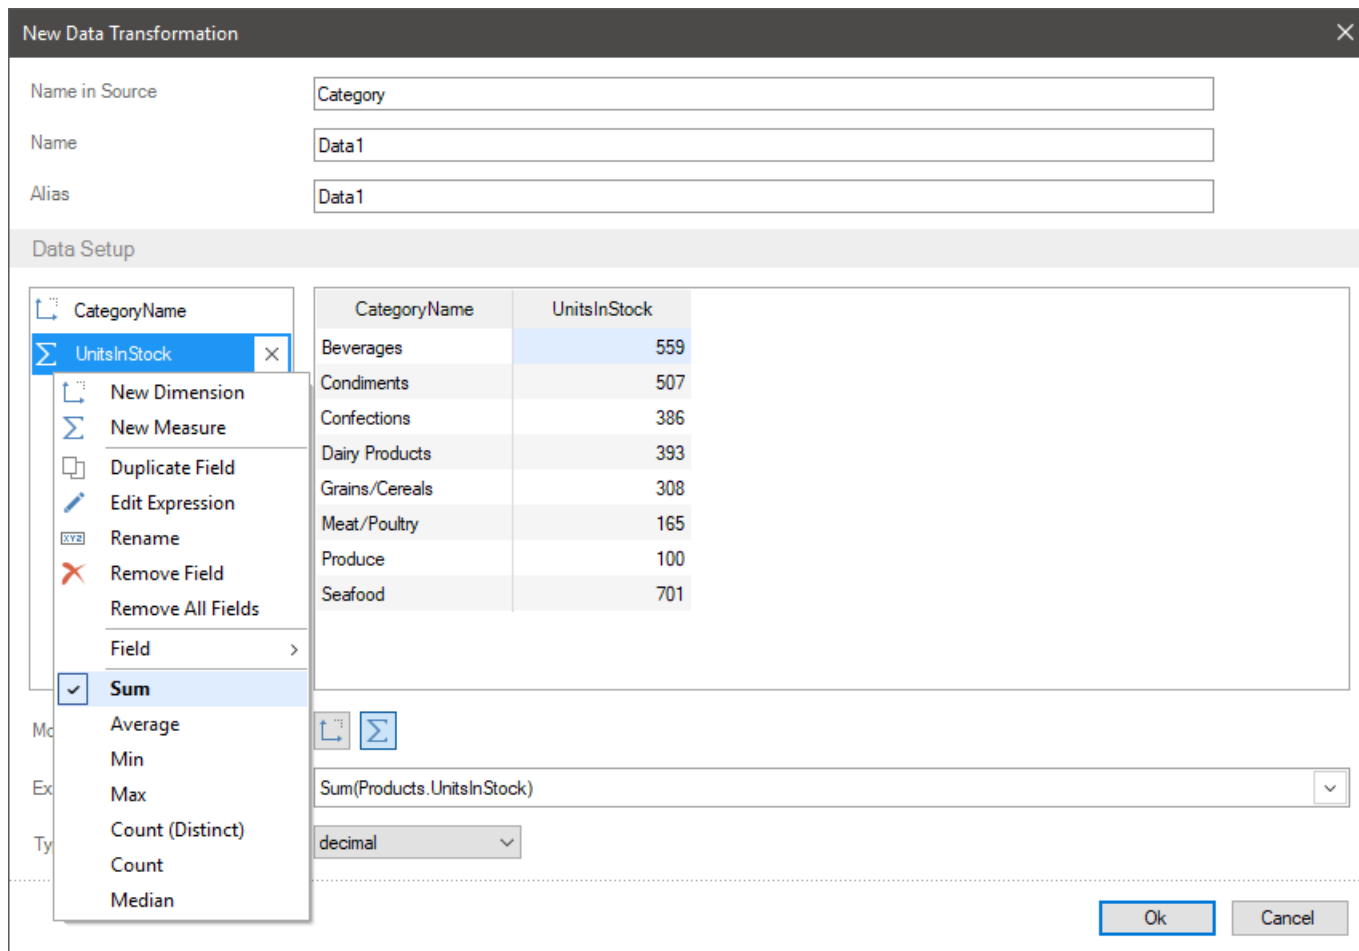 New Data Transformation
Name in Source
Category
Name
Data1
Alias
Data1
Data Setup
CategoryName
UnitsInStock
New Dimension
New Measure
Duplicate Field
Edit Expression
XYZ
Rename
Remove Field
Remove All Fields
Field
Sum
Average
Min
Max
Count (Distinct)
Count
Median
CategoryName UnitsInStock
Beverages 559
Condiments 507
Confections 386
Dairy Products 393
Grains/Cereals 308
Meat/Poultry 165
Produce 100
Seafood 701
Sum(Products.UnitsInStock)
decimal
Ok Cancel